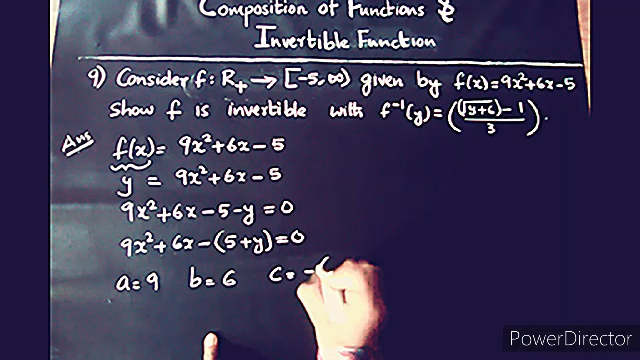 Composition of Functions &
Invertible Function
9) Consider f: R₊ → [-5, ∞) given by f(x)=9x²+6x-5
Show f is invertible with f⁻¹(y)=((√(y+6)-1)/3).
Ans
f(x)= 9x²+6x-5
y = 9x²+6x-5
9x²+6x-5-y=0
9x²+6x-(5+y)=0
a=9 b=6 c=-(
PowerDirector